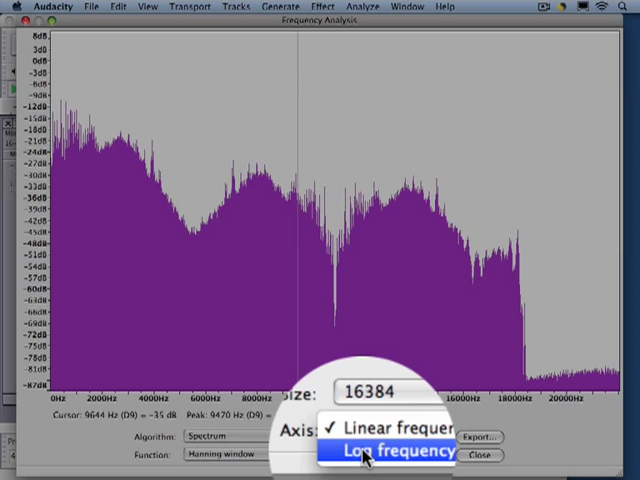 Audacity File Edit View Transport Tracks Generate Effect Analyze Window Help
Frequency Analysis
8dB
3dB
0dB
-3dB
-6dB
-9dB
-12dB
-15dB
-18dB
-21dB
-24dB
-27dB
-30dB
-33dB
-36dB
-39dB
-42dB
-45dB
-48dB
-51dB
-54dB
-57dB
-60dB
-63dB
-66dB
-69dB
-72dB
-75dB
-78dB
-81dB
-87dB
0Hz 2000Hz 4000Hz 6000Hz 8000Hz 16000Hz 18000Hz 20000Hz
Size: 16384
Cursor: 9644 Hz (D9) = -35 dB Peak: 9470 Hz (D9) =
Axis: ✓ Linear frequen
Log frequency
Algorithm: Spectrum Export...
Function: Hanning window Close